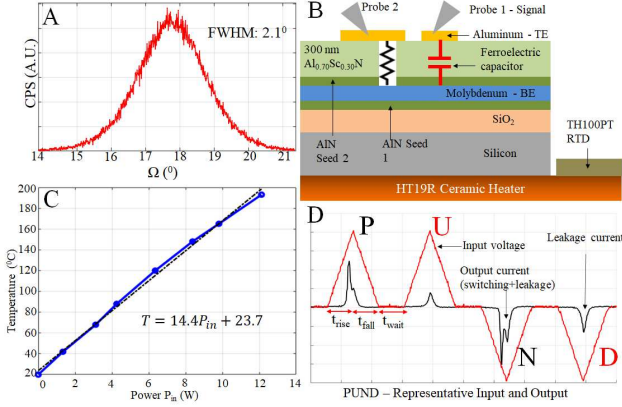 A
FWHM: 2.1⁰
CPS (A.U.)
14 15 16 17 18 19 20 21
Ω (⁰)
B
Probe 2
Probe 1 - Signal
Aluminum - TE
300 nm
Al₀.₇₀Sc₀.₃₀N
Ferroelectric
capacitor
Molybdenum - BE
SiO₂
AlN
Seed 2
AlN Seed
1
Silicon
TH100PT
RTD
HT19R Ceramic Heater
C
200
180
160
140
120
100
80
60
40
20
Temperature (⁰C)
T = 14.4Pᵢₙ + 23.7
0 2 4 6 8 10 12 14
Power Pᵢₙ (W)
D
P
U
Input voltage
Leakage current
Output current
(switching+leakage)
t_rise
t_fall
t_wait
N
D
PUND – Representative Input and Output